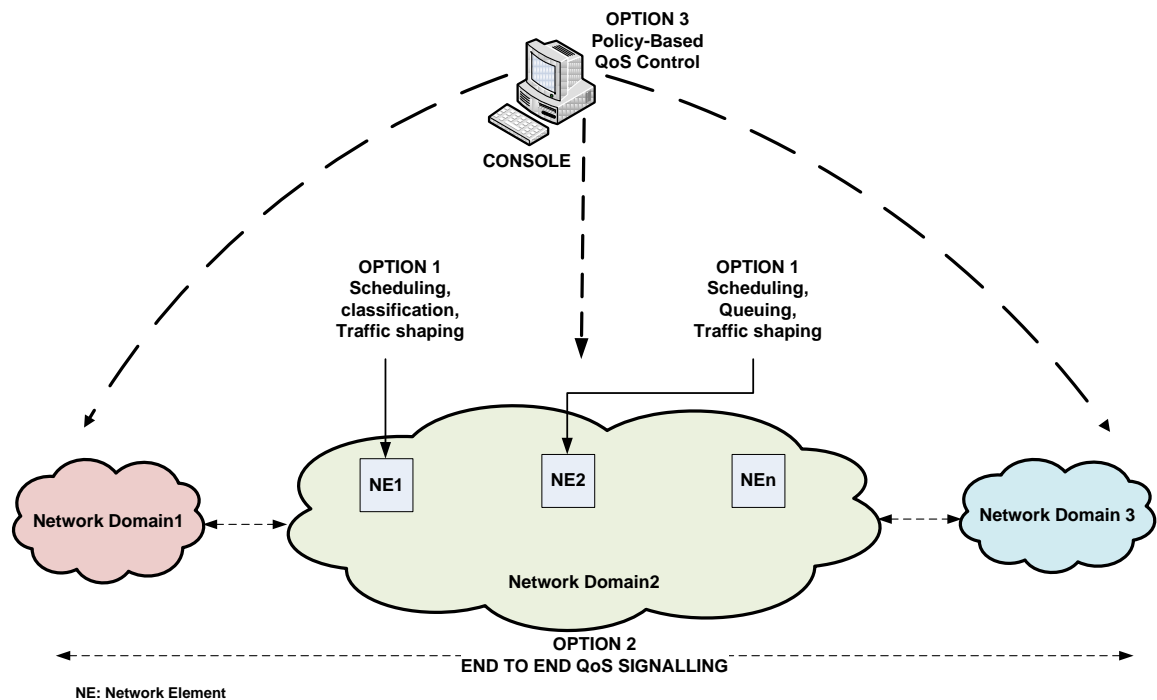 OPTION 3
Policy-Based
QoS Control
CONSOLE
OPTION 1
Scheduling,
classification,
Traffic shaping
OPTION 1
Scheduling,
Queuing,
Traffic shaping
NE1
NE2
NEn
Network Domain1
Network Domain 3
Network Domain2
OPTION 2
END TO END QoS SIGNALLING
NE: Network Element